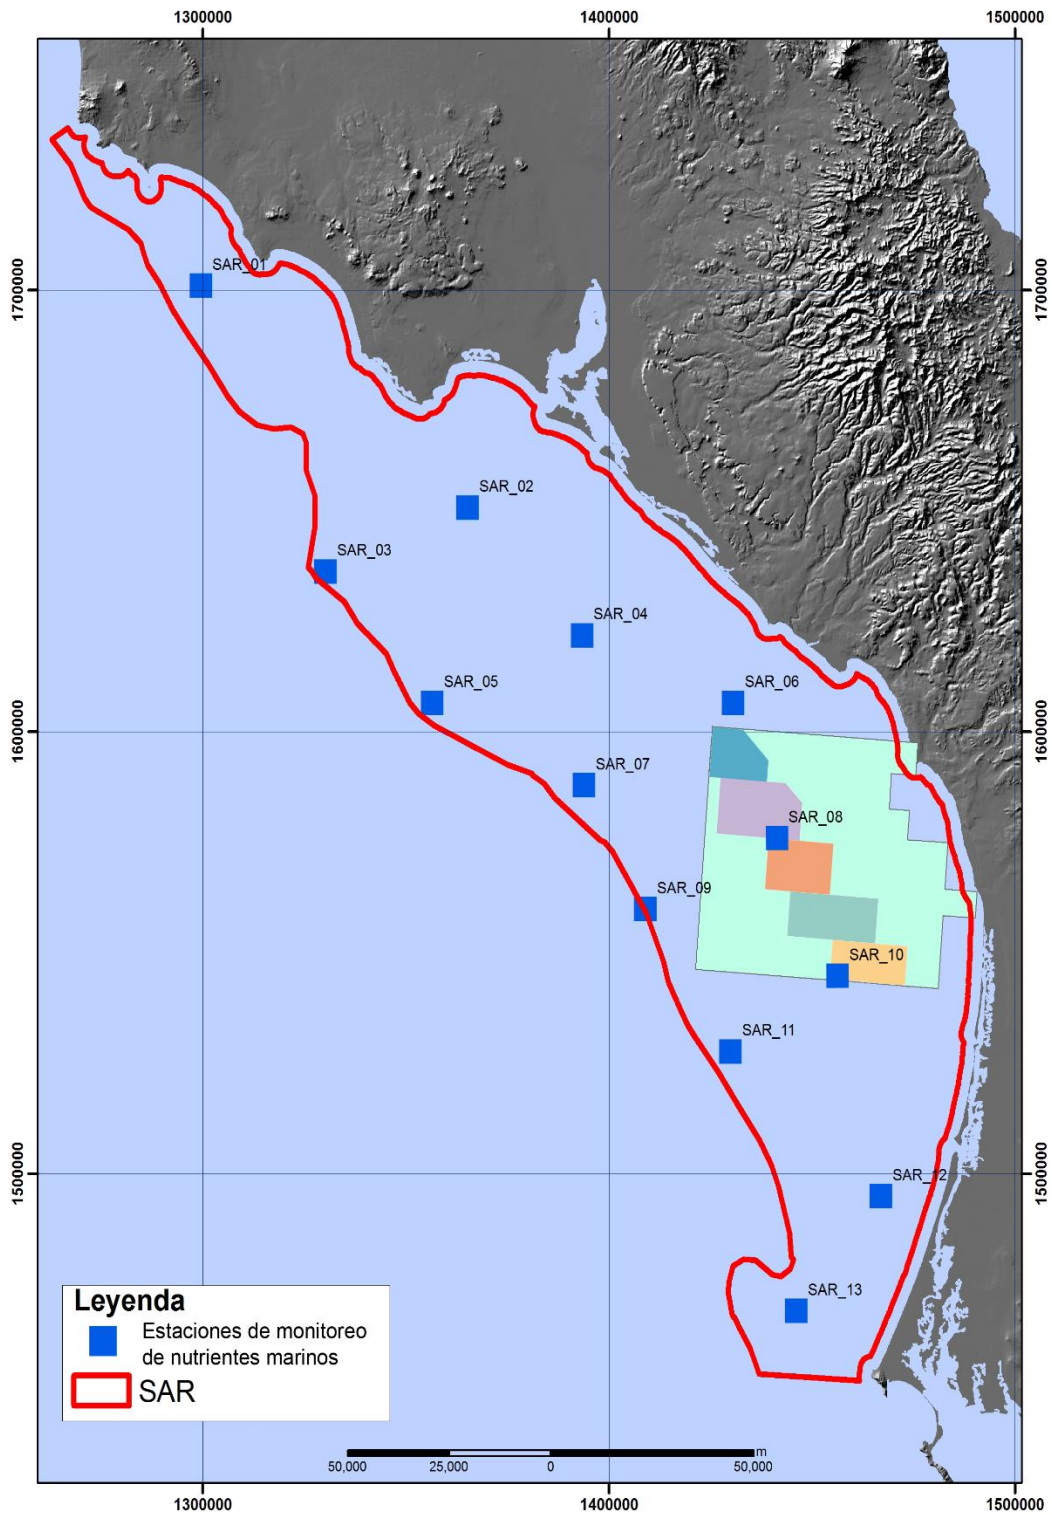 1300000
1400000
1500000
SAR_01
1700000
1700000
SAR_02
SAR_03
SAR_04
SAR_05
SAR_06
1600000
1600000
SAR_07
SAR_08
SAR_09
SAR_10
SAR_11
1500000
1500000
SAR_12
SAR_13
Leyenda
Estaciones de monitoreo
de nutrientes marinos
SAR
m
50,000 25,000 0 50,000
1300000
1400000
1500000